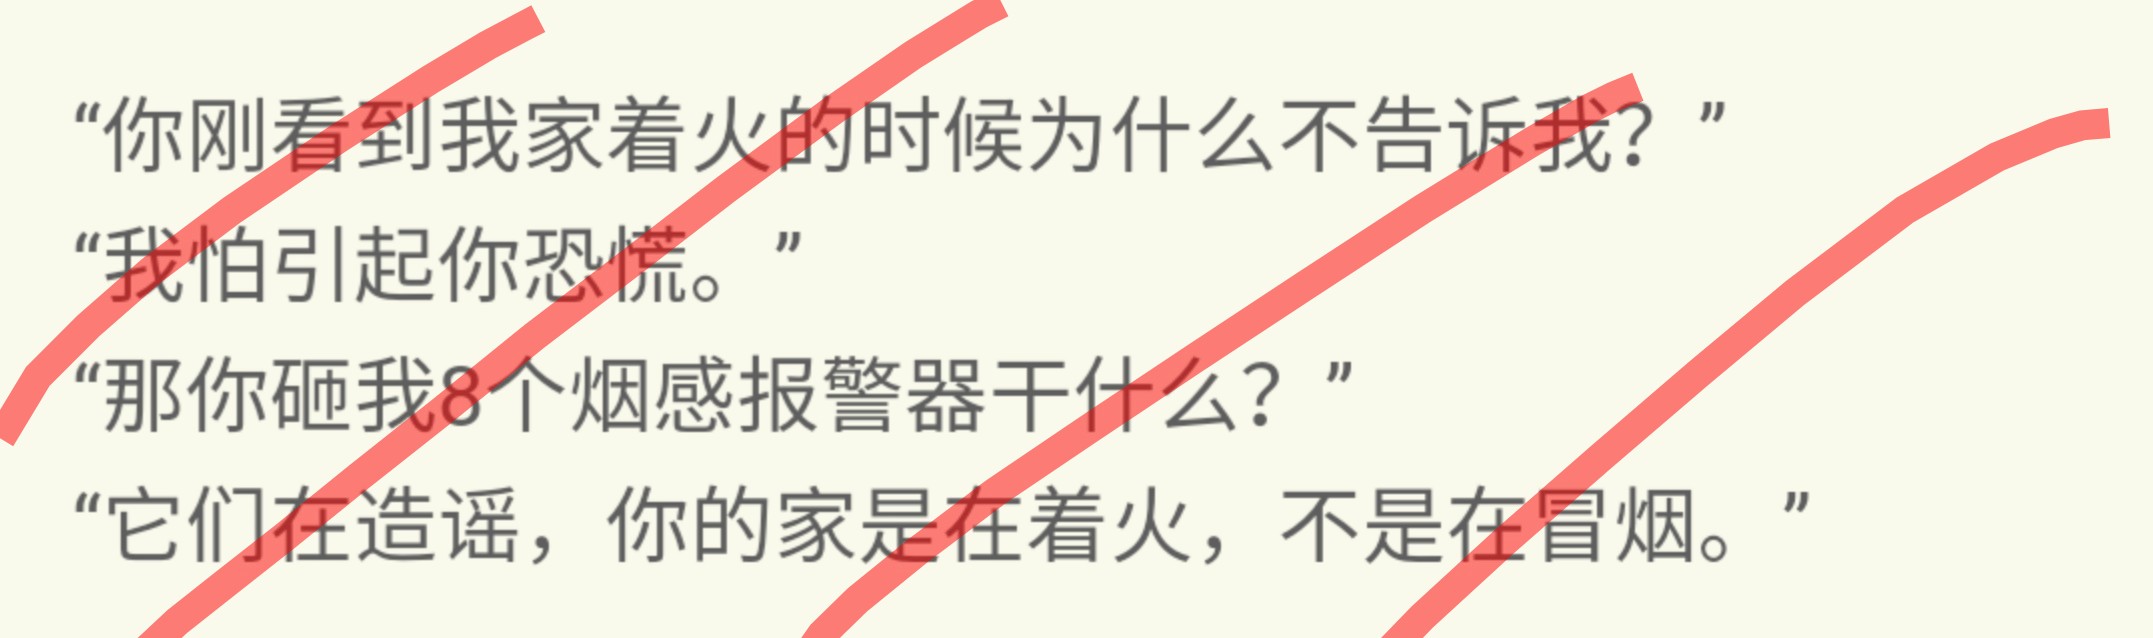 “你刚看到我家着火的时候为什么不告诉我？”
“我怕引起你恐慌。”
“那你砸我8个烟感报警器干什么？”
“它们在造谣，你的家是在着火，不是在冒烟。”